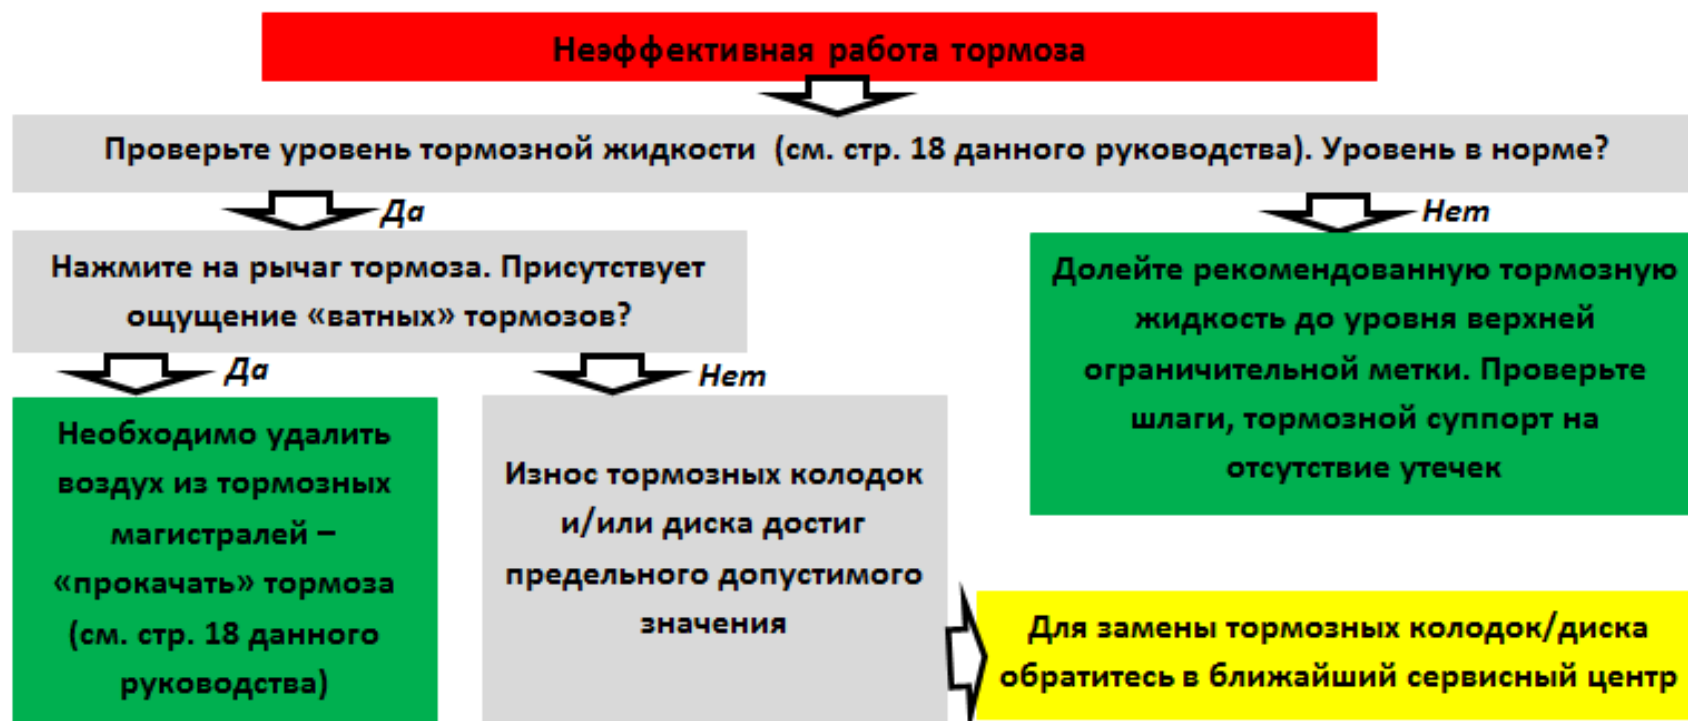 Неэффективная работа тормоза
Проверьте уровень тормозной жидкости (см. стр. 18 данного руководства). Уровень в норме?
Да
Нет
Нажмите на рычаг тормоза. Присутствует
ощущение «ватных» тормозов?
Долейте рекомендованную тормозную
жидкость до уровня верхней
ограничительной метки. Проверьте
шлаги, тормозной суппорт на
отсутствие утечек
Да
Нет
Необходимо удалить
воздух из тормозных
магистралей –
«прокачать» тормоза
(см. стр. 18 данного
руководства)
Износ тормозных колодок
и/или диска достиг
предельного допустимого
значения
Для замены тормозных колодок/диска
обратитесь в ближайший сервисный центр